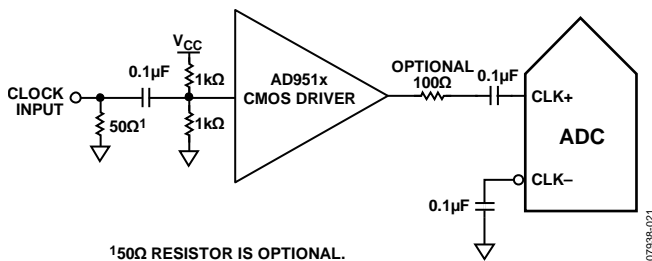 V_CC
0.1µF
1kΩ
CLOCK
INPUT
50Ω¹
1kΩ
AD951x
CMOS DRIVER
OPTIONAL
100Ω
0.1µF
CLK+
ADC
CLK–
0.1µF
¹50Ω RESISTOR IS OPTIONAL.
07938-021